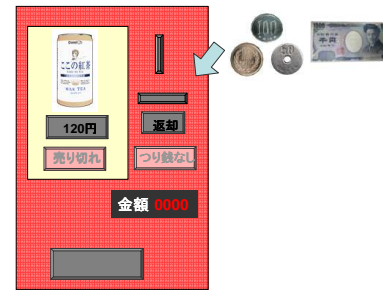 ここの紅茶
120円
返却
売り切れ
つり銭なし
金額 0000
100
50
千円